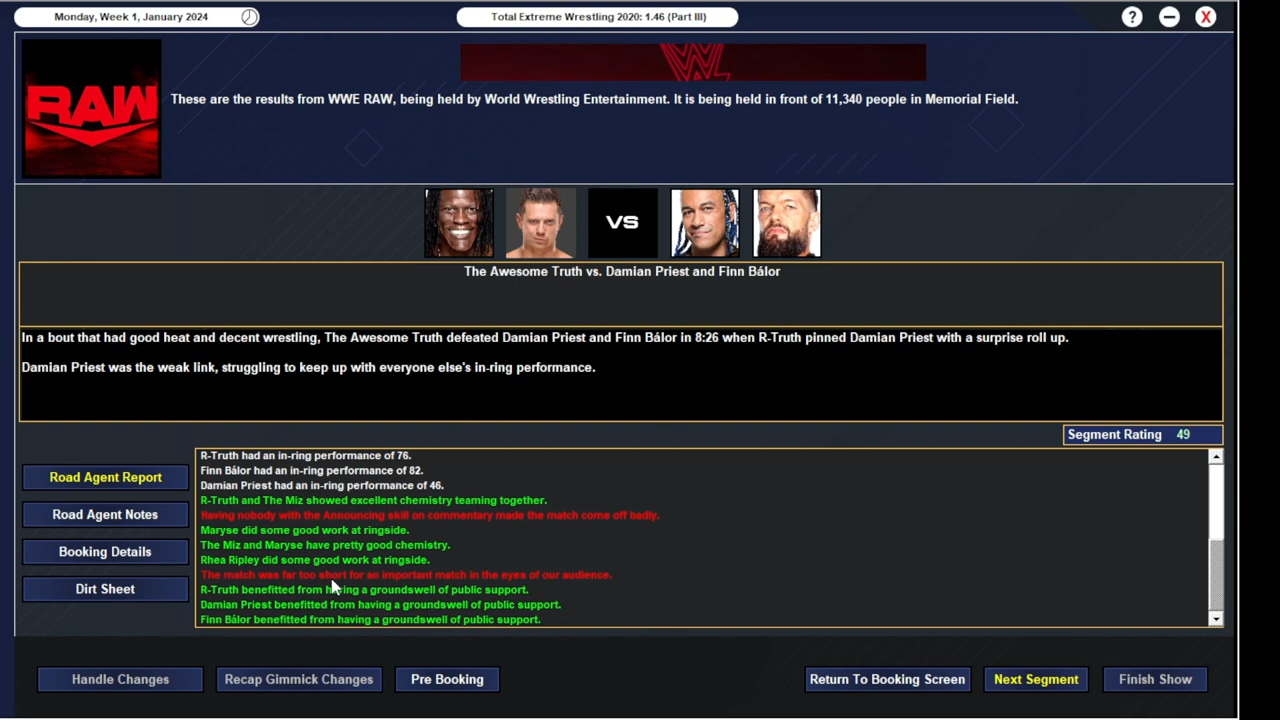 Monday, Week 1, January 2024
Total Extreme Wrestling 2020: 1.46 (Part III)
?
X
RAW
These are the results from WWE RAW, being held by World Wrestling Entertainment. It is being held in front of 11,340 people in Memorial Field.
VS
The Awesome Truth vs. Damian Priest and Finn Bálor
In a bout that had good heat and decent wrestling, The Awesome Truth defeated Damian Priest and Finn Bálor in 8:26 when R-Truth pinned Damian Priest with a surprise roll up.
Damian Priest was the weak link, struggling to keep up with everyone else's in-ring performance.
Segment Rating 49
Road Agent Report
Road Agent Notes
Booking Details
Dirt Sheet
R-Truth had an in-ring performance of 76.
Finn Bálor had an in-ring performance of 82.
Damian Priest had an in-ring performance of 46.
R-Truth and The Miz showed excellent chemistry teaming together.
Having nobody with the Announcing skill on commentary made the match come off badly.
Maryse did some good work at ringside.
The Miz and Maryse have pretty good chemistry.
Rhea Ripley did some good work at ringside.
The match was far too short for an important match in the eyes of our audience.
R-Truth benefitted from having a groundswell of public support.
Damian Priest benefitted from having a groundswell of public support.
Finn Bálor benefitted from having a groundswell of public support.
Handle Changes
Recap Gimmick Changes
Pre Booking
Return To Booking Screen
Next Segment
Finish Show